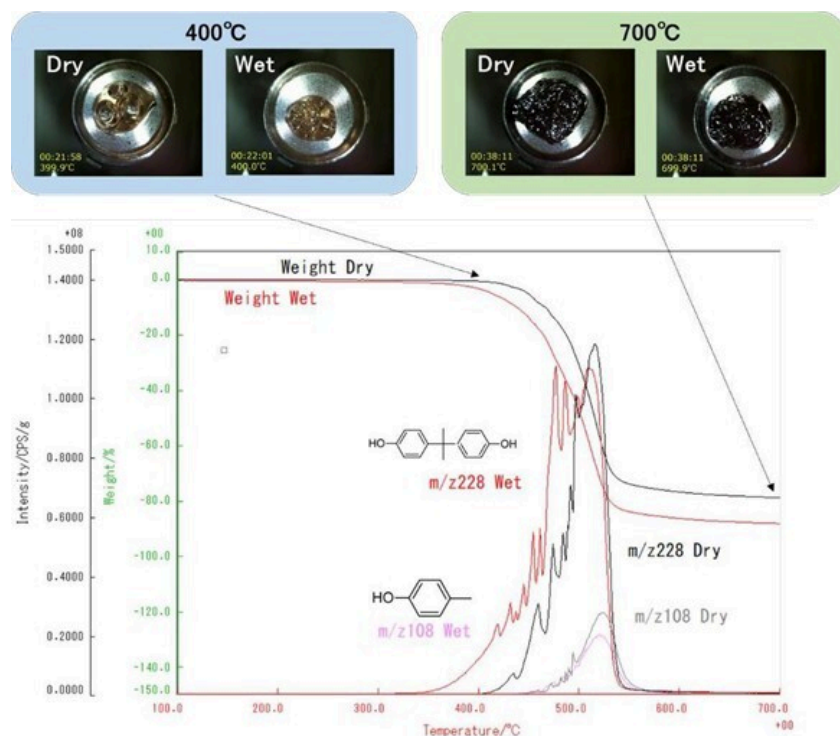 400℃
700℃
Dry
Wet
Dry
Wet
00:21:58
399.9℃
00:22:01
400.0℃
00:38:11
700.1℃
00:38:11
699.9℃
+08
1.5000
1.4000
1.2000
1.0000
0.8000
0.6000
0.4000
0.2000
0.0000
Intensity/CPS/g
10.0
0.0
-20.0
-40.0
-60.0
-80.0
-100.0
-120.0
-140.0
-150.0
Weight/%
Weight Dry
Weight Wet
HO
OH
m/z228 Wet
m/z228 Dry
HO
m/z108 Wet
m/z108 Dry
100.0
200.0
300.0
400.0
500.0
600.0
700.0
+00
Temperature/℃